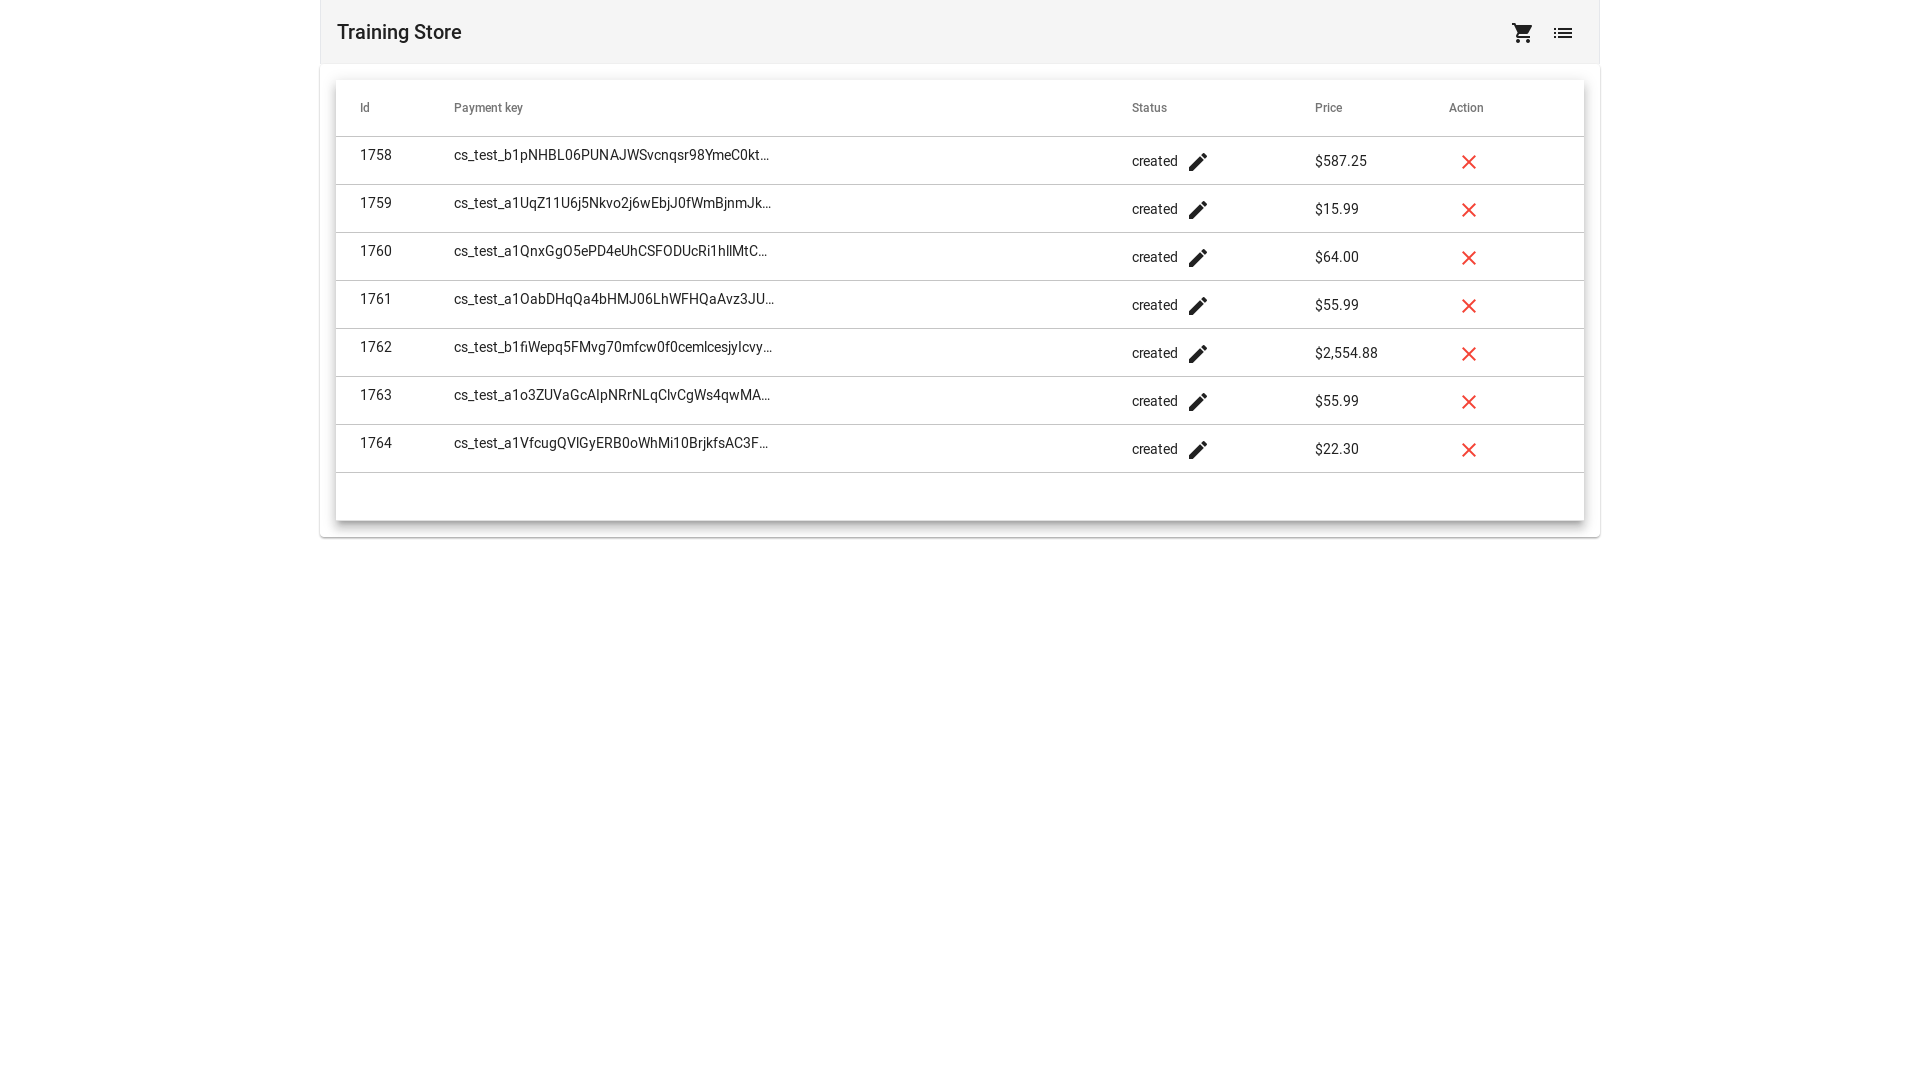 Training Store
Id Payment key Status Price Action
1758 cs_test_b1pNHBL06PUNAJWSvcnqsr98YmeC0kt... created $587.25
1759 cs_test_a1UqZ11U6j5Nkvo2j6wEbjJ0fWmBjnmJk... created $15.99
1760 cs_test_a1QnxGgO5ePD4eUhCSFODUcRi1hlIMtC... created $64.00
1761 cs_test_a1OabDHqQa4bHMJ06LhWFHQaAvz3JU... created $55.99
1762 cs_test_b1fiWepq5FMvg70mfcw0f0cemlcesjyIcvy... created $2,554.88
1763 cs_test_a1o3ZUVaGcAIpNRrNLqClvCgWs4qwMA... created $55.99
1764 cs_test_a1VfcugQVlGyERB0oWhMi10BrjkfsAC3F... created $22.30